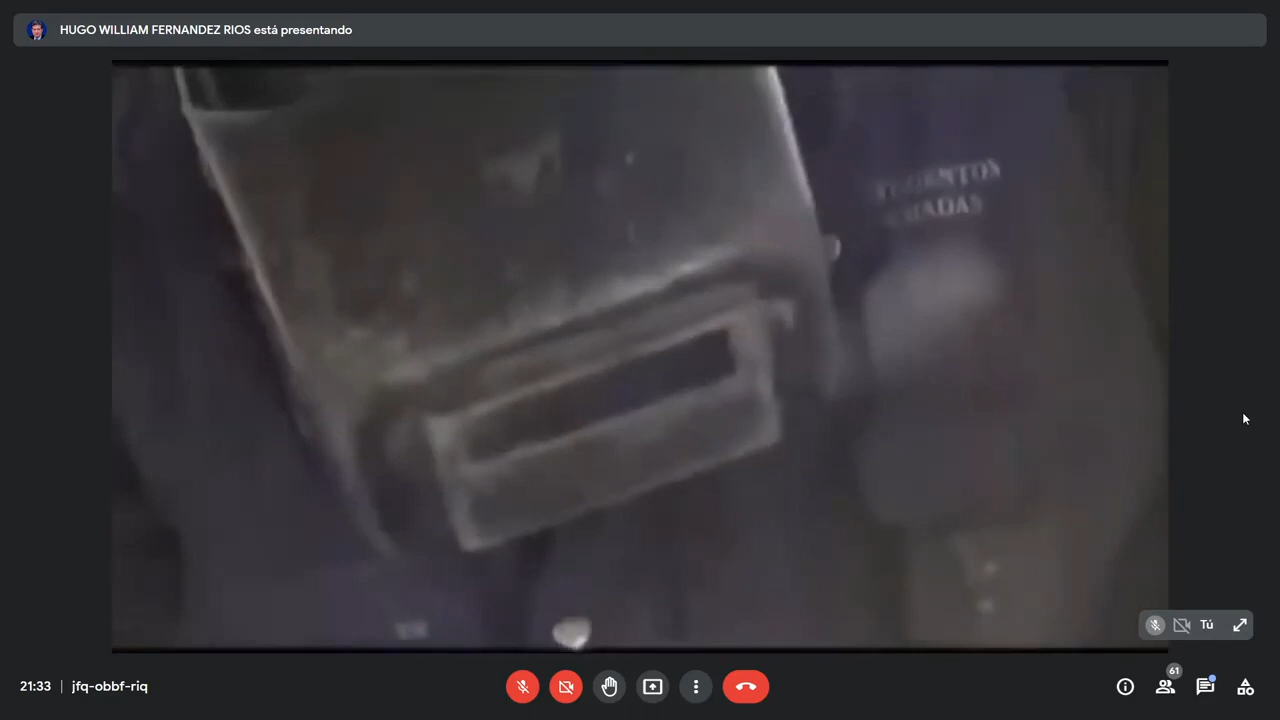 HUGO WILLIAM FERNANDEZ RIOS está presentando
Tú
21:33 | jfq-obbf-riq
61